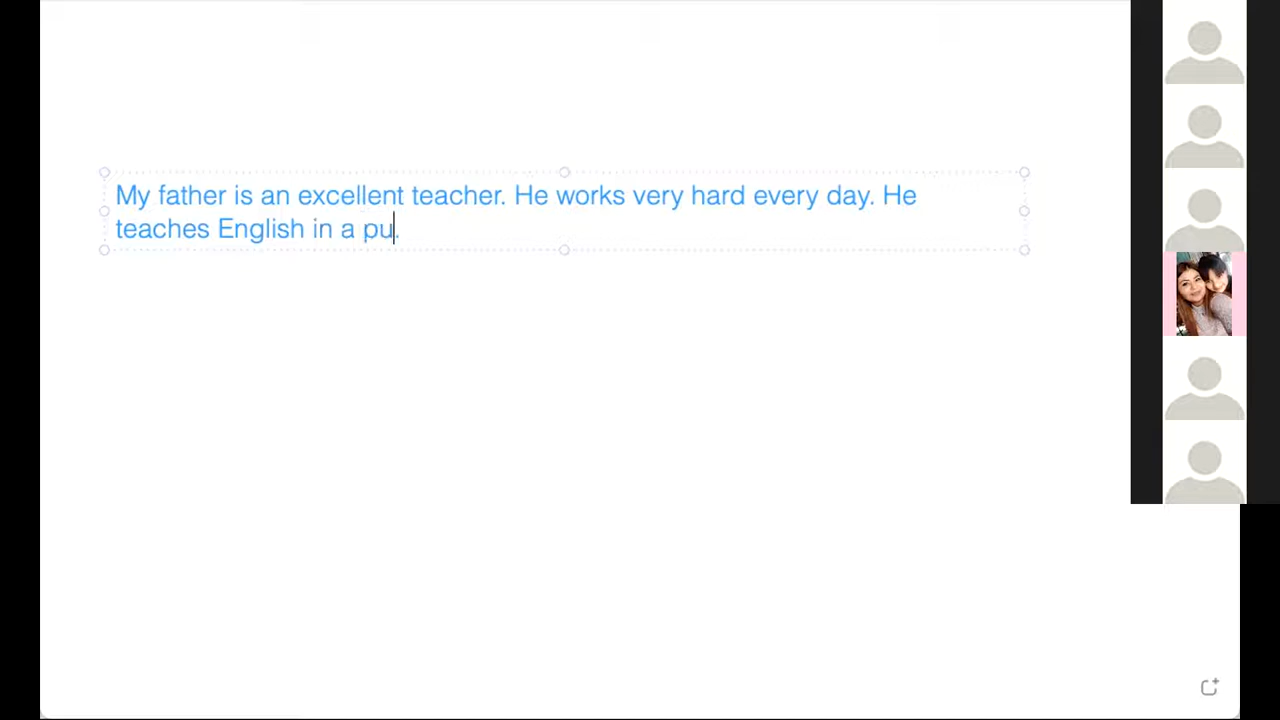 My father is an excellent teacher. He works very hard every day. He
teaches English in a pu.